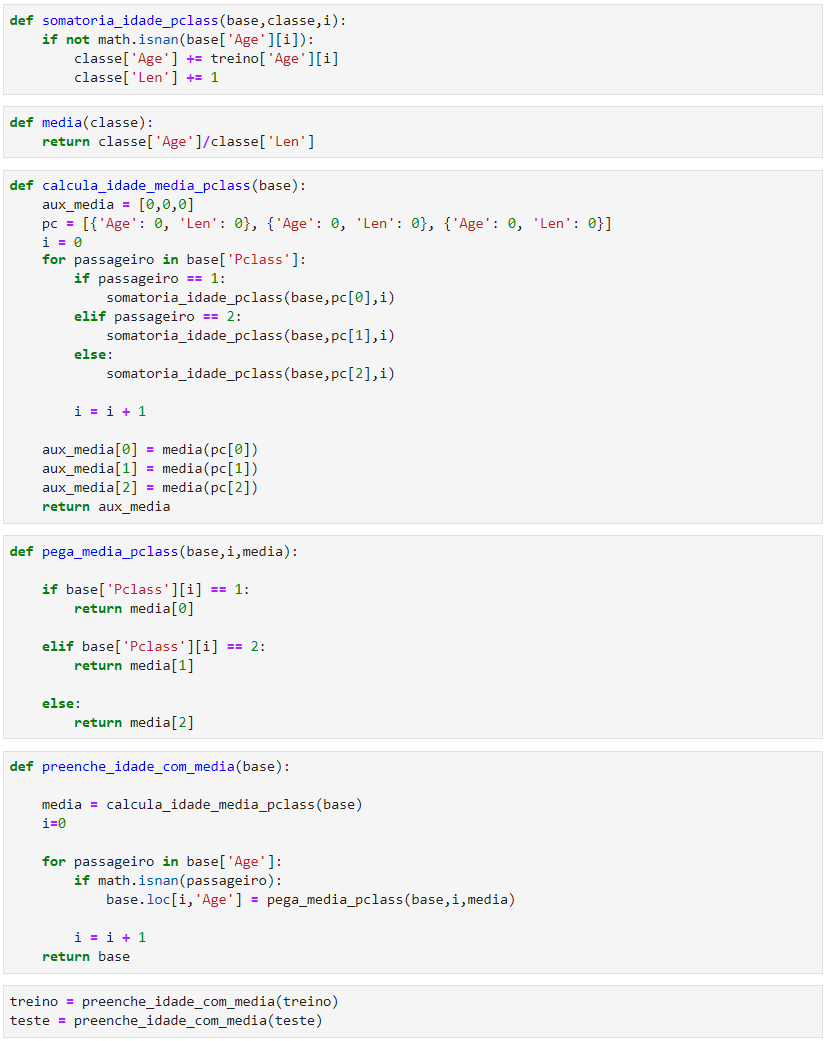 def somatoria_idade_pclass(base,classe,i):
    if not math.isnan(base['Age'][i]):
        classe['Age'] += treino['Age'][i]
        classe['Len'] += 1
def media(classe):
    return classe['Age']/classe['Len']
def calcula_idade_media_pclass(base):
    aux_media = [0,0,0]
    pc = [{'Age': 0, 'Len': 0}, {'Age': 0, 'Len': 0}, {'Age': 0, 'Len': 0}]
    i = 0
    for passageiro in base['Pclass']:
        if passageiro == 1:
            somatoria_idade_pclass(base,pc[0],i)
        elif passageiro == 2:
            somatoria_idade_pclass(base,pc[1],i)
        else:
            somatoria_idade_pclass(base,pc[2],i)
        i = i + 1
    aux_media[0] = media(pc[0])
    aux_media[1] = media(pc[1])
    aux_media[2] = media(pc[2])
    return aux_media
def pega_media_pclass(base,i,media):
    if base['Pclass'][i] == 1:
        return media[0]
    elif base['Pclass'][i] == 2:
        return media[1]
    else:
        return media[2]
def preenche_idade_com_media(base):
    media = calcula_idade_media_pclass(base)
    i=0
    for passageiro in base['Age']:
        if math.isnan(passageiro):
            base.loc[i,'Age'] = pega_media_pclass(base,i,media)
        i = i + 1
    return base
treino = preenche_idade_com_media(treino)
teste = preenche_idade_com_media(teste)